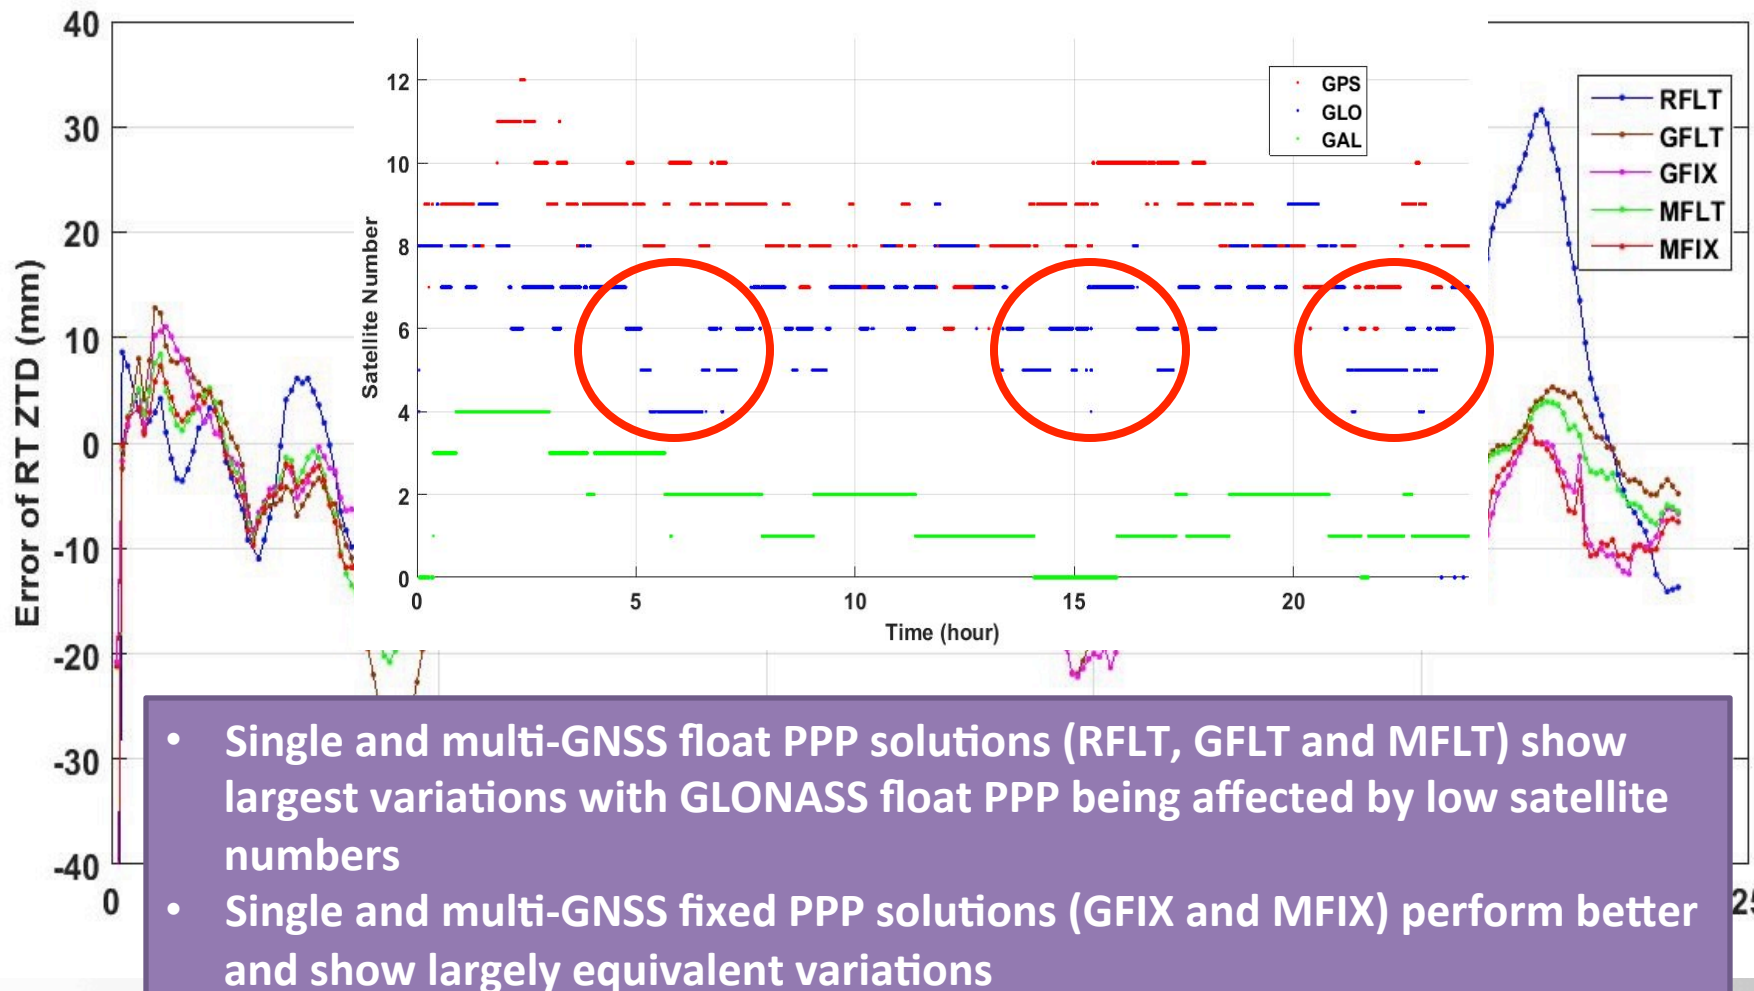 40
30
20
10
0
-10
-20
-30
-40
Error of RT ZTD (mm)
0
12
10
8
6
4
2
0
Satellite Number
0 5 10 15 20
Time (hour)
GPS
GLO
GAL
RFLT
GFLT
GFIX
MFLT
MFIX
• Single and multi-GNSS float PPP solutions (RFLT, GFLT and MFLT) show
largest variations with GLONASS float PPP being affected by low satellite
numbers
• Single and multi-GNSS fixed PPP solutions (GFIX and MFIX) perform better
and show largely equivalent variations